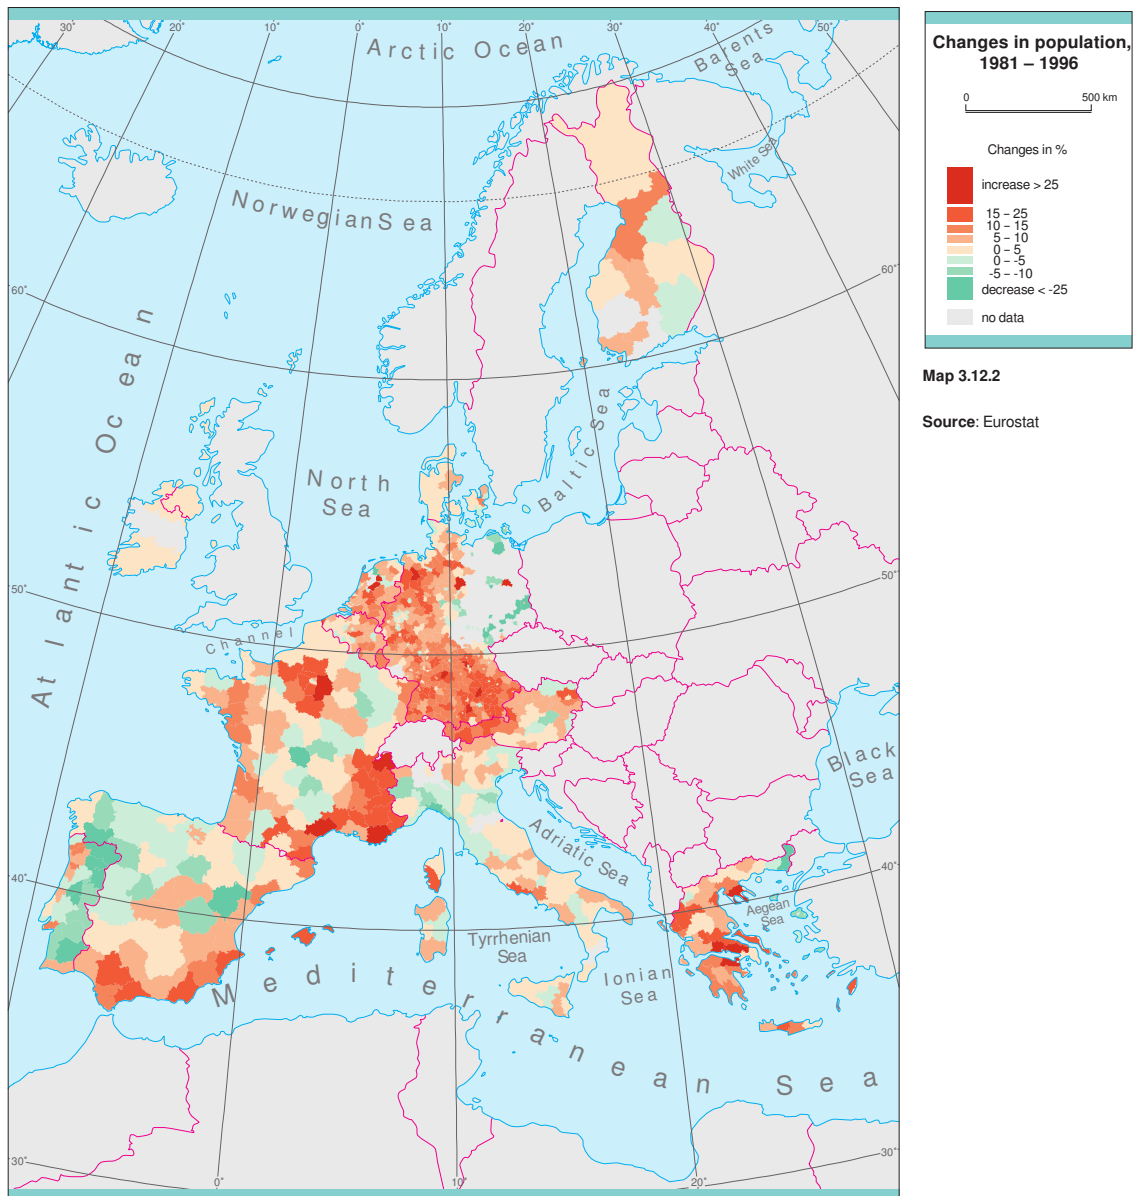 30°
20°
10°
0°
10°
20°
30°
40°
50°
Arctic Ocean
Barents
Sea
White Sea
Norwegian Sea
60°
60°
Atlantic Ocean
North
Sea
Baltic Sea
50°
50°
Channel
Black
Sea
Adriatic Sea
40°
40°
Aegean
Sea
Tyrrhenian
Sea
Ionian
Sea
Mediterranean Sea
30°
0°
10°
20°
30°
Changes in population,
1981 – 1996
0 500 km
Changes in %
increase > 25
15 – 25
10 – 15
5 – 10
0 – 5
0 – -5
-5 – -10
decrease < -25
no data
Map 3.12.2
Source: Eurostat